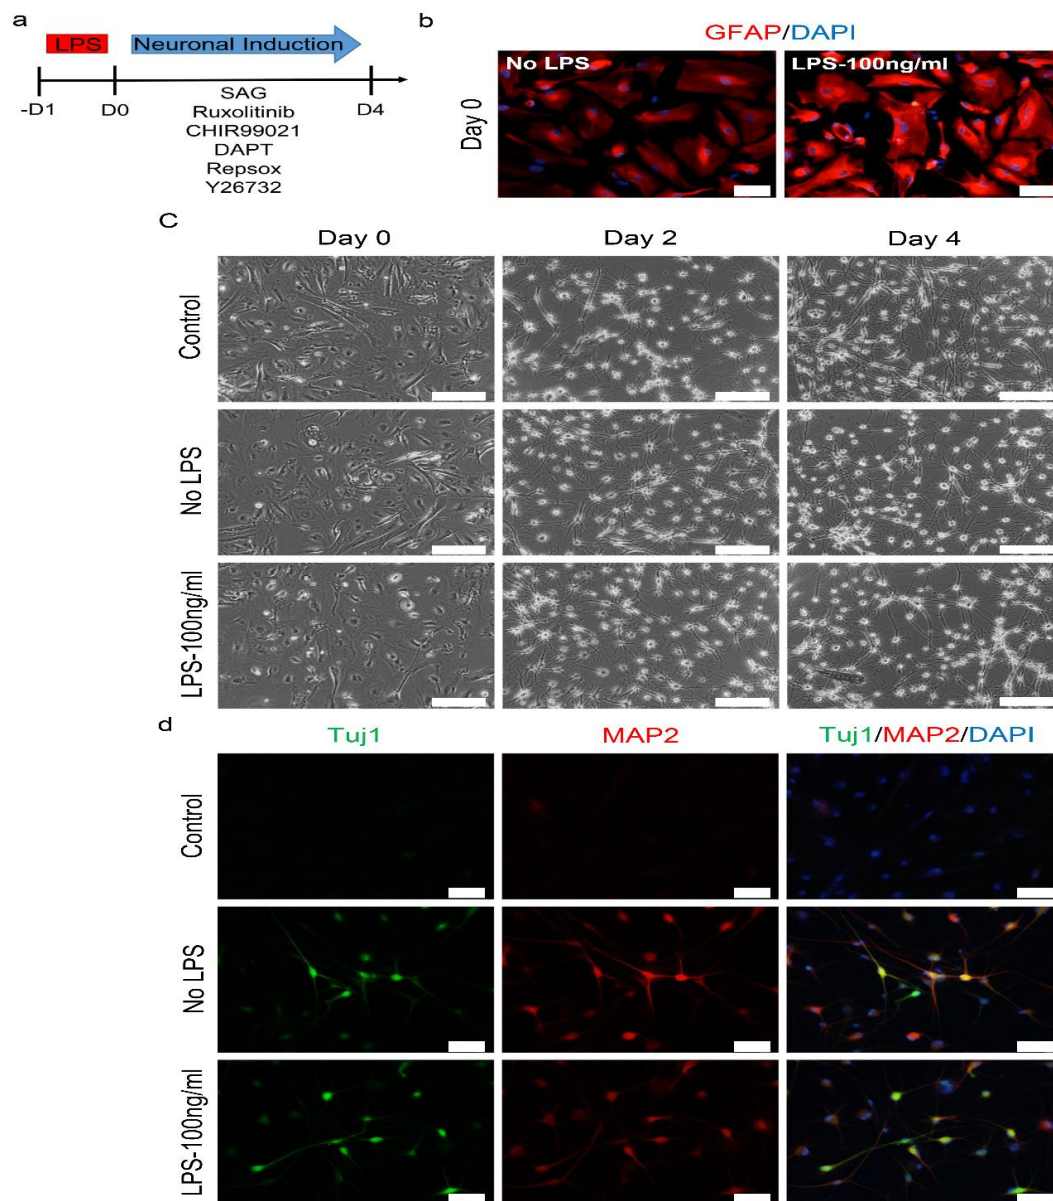 a
LPS
Neuronal Induction
-D1
D0
D4
SAG
Ruxolitinib
CHIR99021
DAPT
Repsox
Y26732
b
GFAP/DAPI
Day 0
No LPS
LPS-100ng/ml
C
Day 0
Day 2
Day 4
Control
No LPS
LPS-100ng/ml
d
Tuj1
MAP2
Tuj1/MAP2/DAPI
Control
No LPS
LPS-100ng/ml